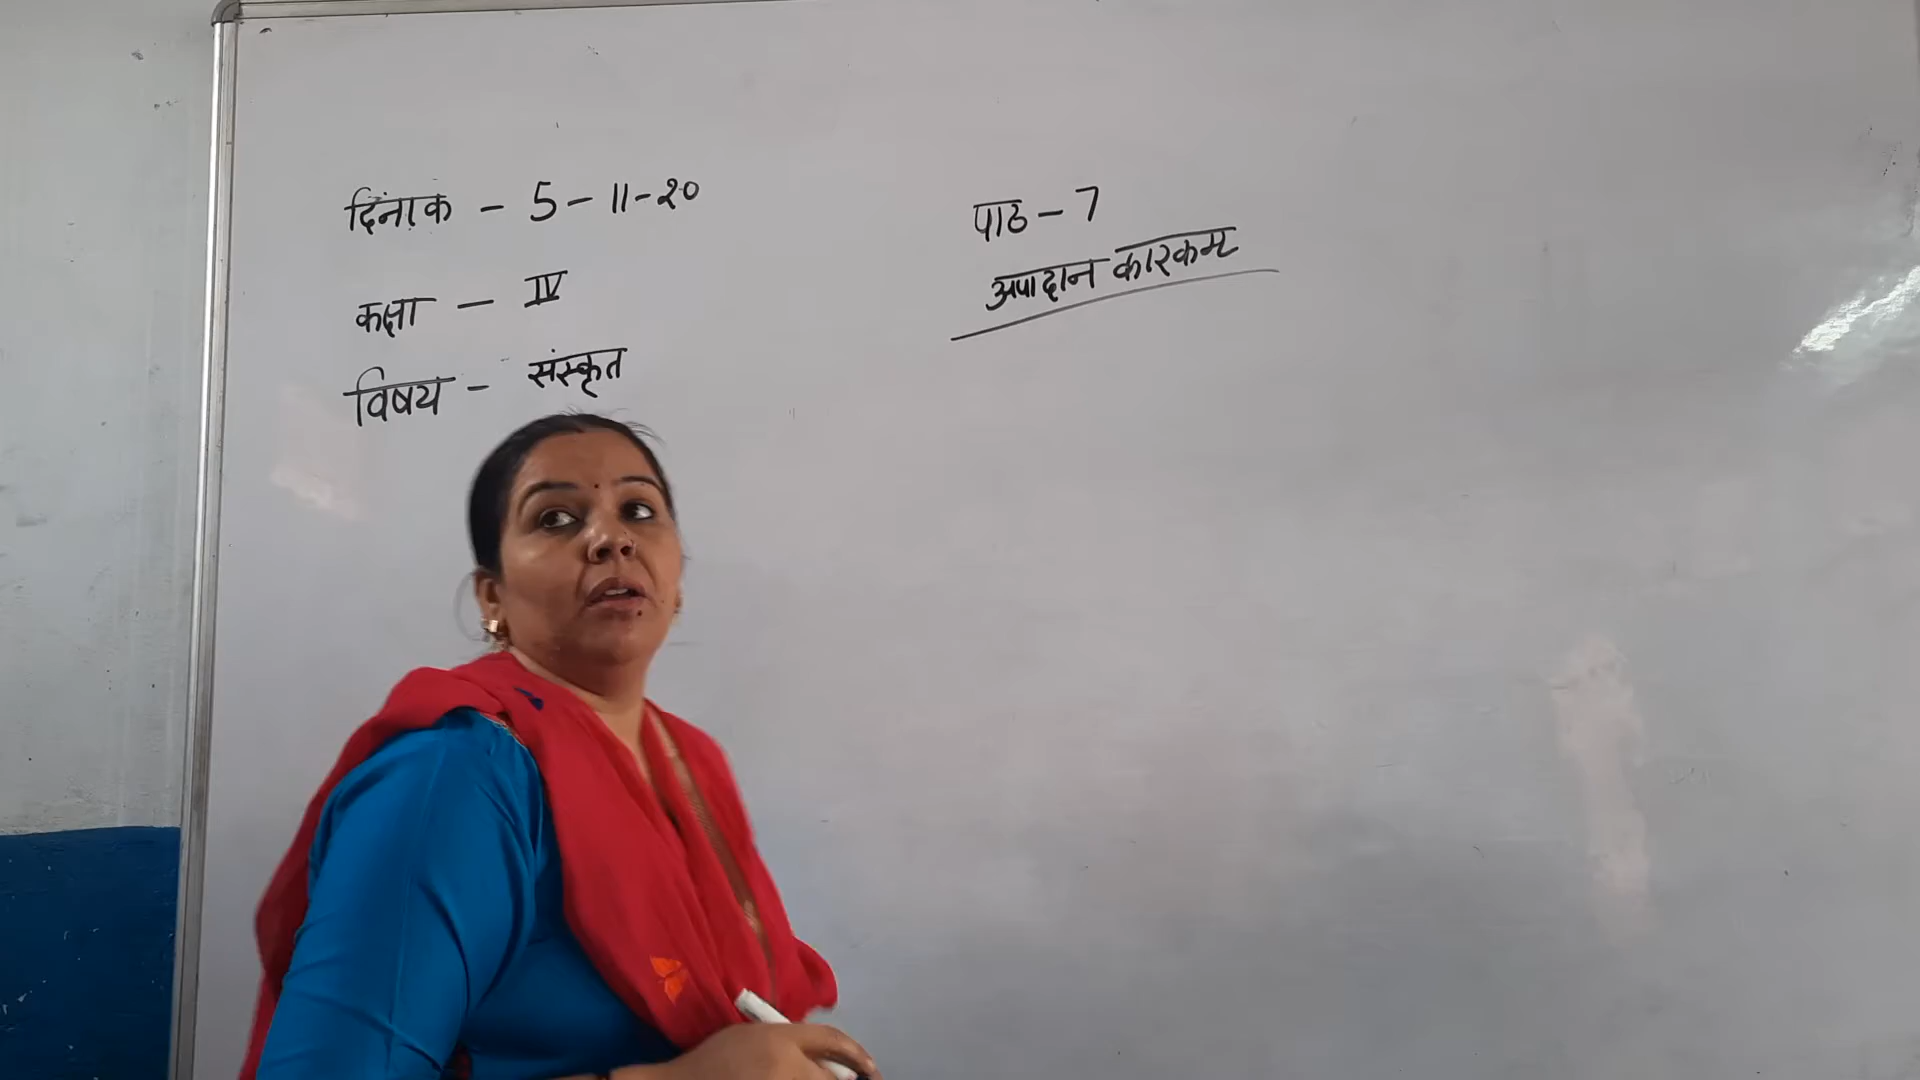 दिंनाक - 5-11-20
कक्षा - IV
विषय - संस्कृत
पाठ - 7
अपादान कारकम्